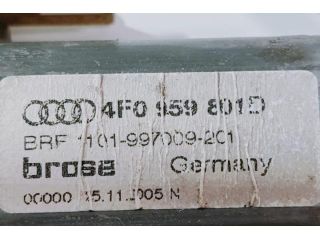 4F0 959 801D
BRF 1101-997009-201
brose Germany
00000 15.11.2005 N